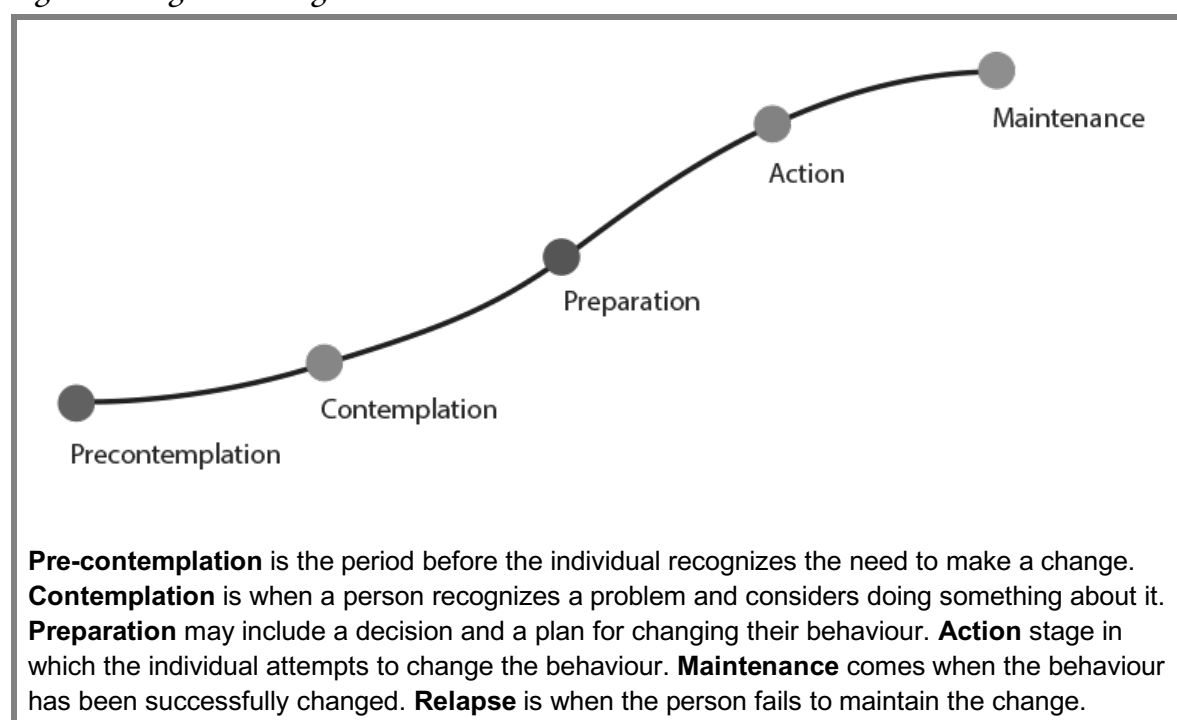 Maintenance
Action
Preparation
Contemplation
Precontemplation
Pre-contemplation is the period before the individual recognizes the need to make a change.
Contemplation is when a person recognizes a problem and considers doing something about it.
Preparation may include a decision and a plan for changing their behaviour. Action stage in
which the individual attempts to change the behaviour. Maintenance comes when the behaviour
has been successfully changed. Relapse is when the person fails to maintain the change.